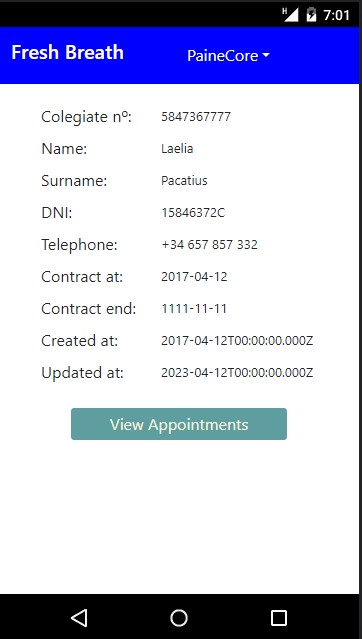 H 7:01
Fresh Breath PaineCore
Colegiate nº: 5847367777
Name: Laelia
Surname: Pacatius
DNI: 15846372C
Telephone: +34 657 857 332
Contract at: 2017-04-12
Contract end: 1111-11-11
Created at: 2017-04-12T00:00:00.000Z
Updated at: 2023-04-12T00:00:00.000Z
View Appointments